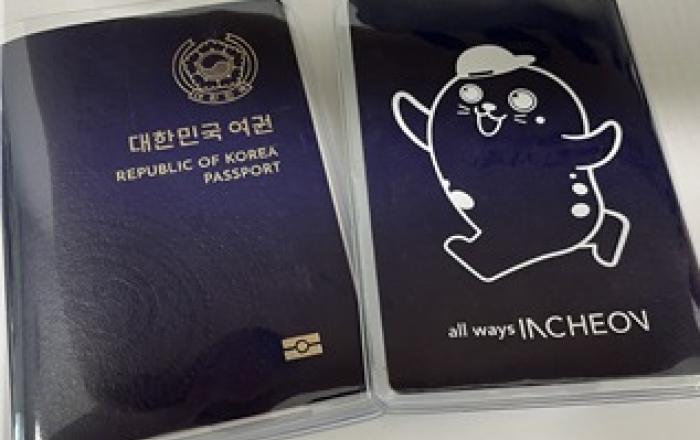 대한민국 여권
REPUBLIC OF KOREA
PASSPORT
all ways INCHEON